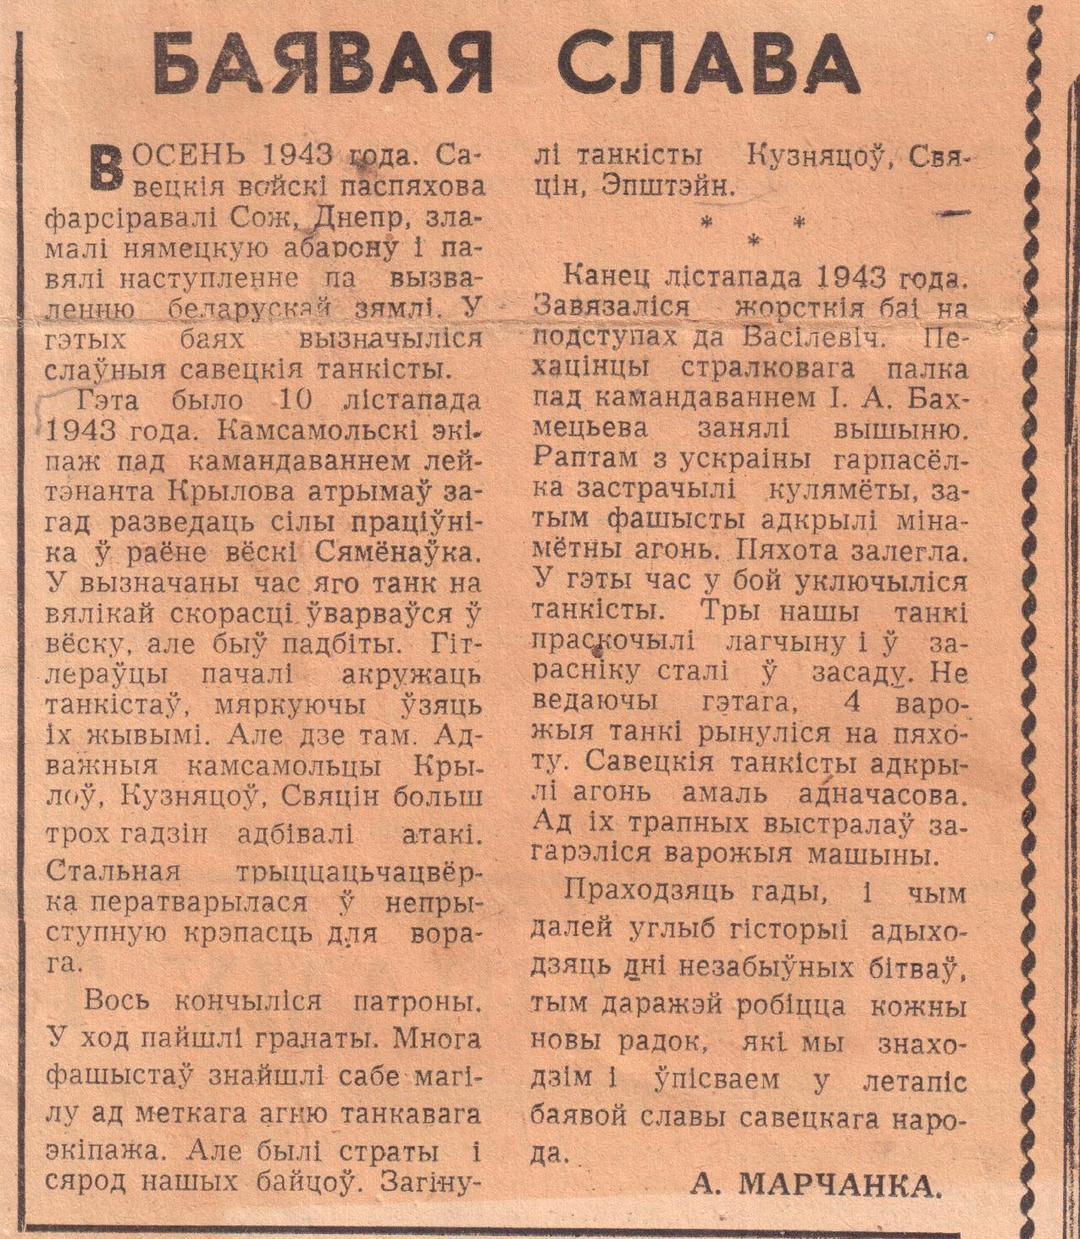 БАЯВАЯ СЛАВА
ВОСЕНЬ 1943 года. Са-
вецкія войскі паспяхова
фарсіравалі Сож, Днепр, зла-
малі нямецкую абарону і па-
вялі наступленне па вызва-
ленню беларускай зямлі. У
гэтых баях вызначыліся
слаўныя савецкія танкісты.
Гэта было 10 лістапада
1943 года. Камсамольскі экі-
паж пад камандаваннем лей-
тэнанта Крылова атрымаў за-
гад разведаць сілы праціўні-
ка ў раёне вёскі Сямёнаўка.
У вызначаны час яго танк на
вялікай скорасці ўварваўся ў
вёску, але быў падбіты. Гіт-
лераўцы пачалі акружаць
танкістаў, мяркуючы ўзяць
іх жывымі. Але дзе там. Ад-
важныя камсамольцы Кры-
лоў, Кузняцоў, Свяцін больш
трох гадзін адбівалі атакі.
Стальная трыццацьчацвёр-
ка ператварылася ў непры-
ступную крэпасць для вора-
га.
Вось кончыліся патроны.
У ход пайшлі гранаты. Многа
фашыстаў знайшлі сабе магі-
лу ад меткага агню танкавага
экіпажа. Але былі страты і
сярод нашых байцоў. Загіну-
лі танкісты Кузняцоў, Свя-
цін, Эпштэйн.
* * *
Канец лістапада 1943 года.
Завязаліся жорсткія баі на
подступах да Васілевіч. Пе-
хацінцы стралковага палка
пад камандаваннем І. А. Бах-
мецьева занялі вышыню.
Раптам з ускраіны гарпасёл-
ка застрачылі кулямёты, за-
тым фашысты адкрылі міна-
мётны агонь. Пяхота залегла.
У гэты час у бой уключыліся
танкісты. Тры нашы танкі
праскочылі лагчыну і ў за-
расніку сталі ў засаду. Не
ведаючы гэтага, 4 варо-
жыя танкі рынуліся на пяхо-
ту. Савецкія танкісты адкры-
лі агонь амаль адначасова.
Ад іх трапных выстралаў за-
гарэліся варожыя машыны.
Праходзяць гады, і чым
далей углыб гісторыі адыхо-
дзяць дні незабыўных бітваў,
тым даражэй робіцца кожны
новы радок, які мы знахо-
дзім і ўпісваем у летапіс
баявой славы савецкага наро-
да.
А. МАРЧАНКА.